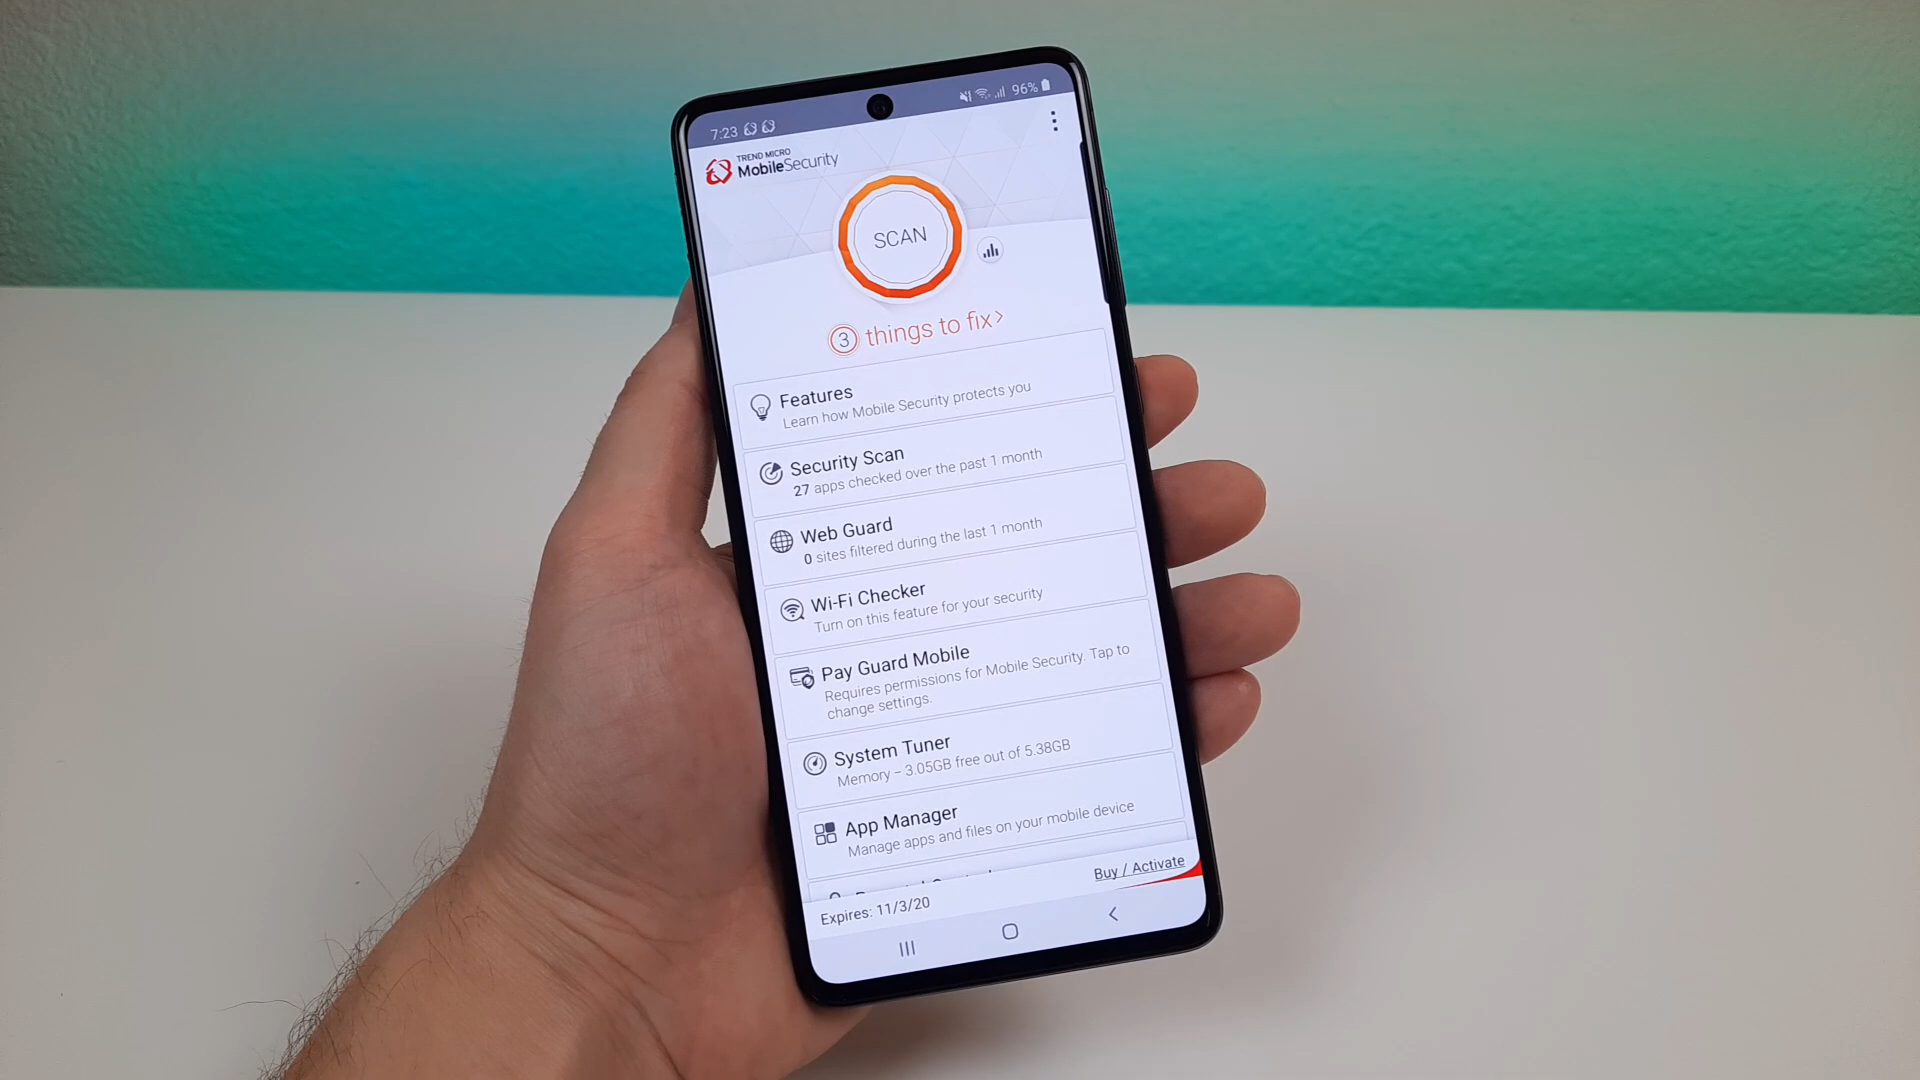 7:23
96%
TREND MICRO
MobileSecurity
SCAN
3 things to fix>
Features
Learn how Mobile Security protects you
Security Scan
27 apps checked over the past 1 month
Web Guard
0 sites filtered during the last 1 month
Wi-Fi Checker
Turn on this feature for your security
Pay Guard Mobile
Requires permissions for Mobile Security. Tap to
change settings.
System Tuner
Memory – 3.05GB free out of 5.38GB
App Manager
Manage apps and files on your mobile device
Buy / Activate
Expires: 11/3/20